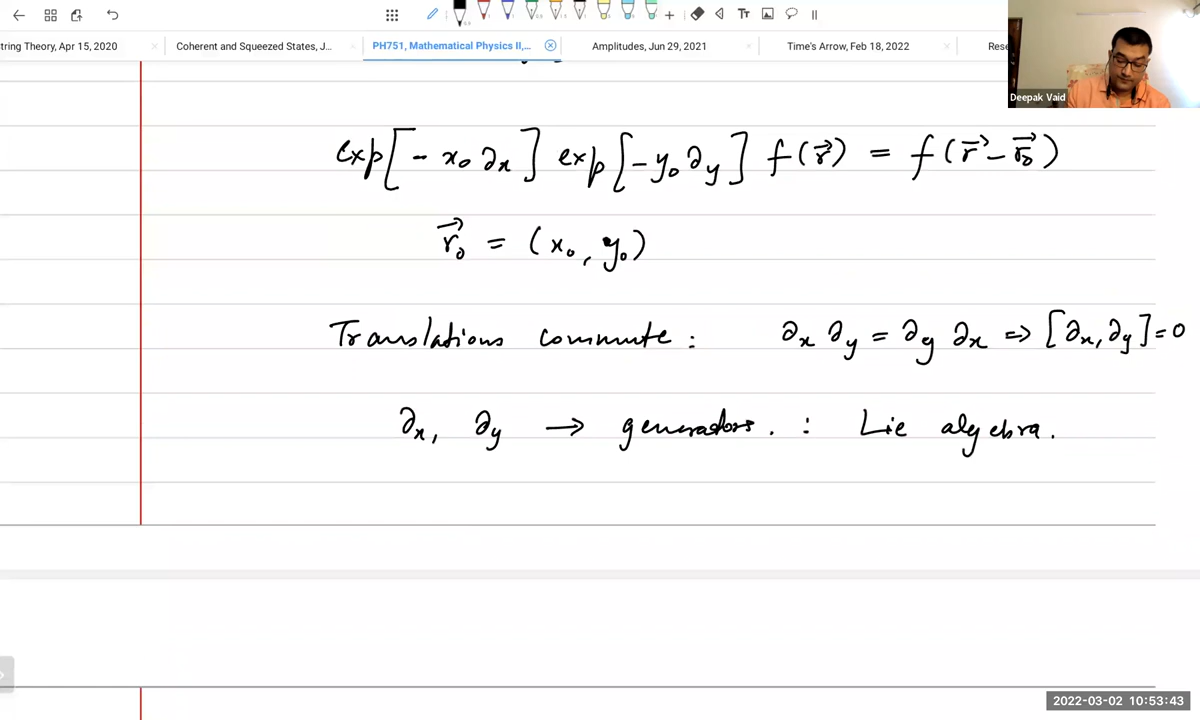 tring Theory, Apr 15, 2020 Coherent and Squeezed States, J... PH751, Mathematical Physics II,... Amplitudes, Jun 29, 2021 Time's Arrow, Feb 18, 2022 Rese
Tr
Deepak Vaid
exp[-x₀∂x] exp[-y₀∂y] f(r⃗) = f(r⃗-r⃗₀)
r⃗₀ = (x₀, y₀)
Translations commute : ∂x ∂y = ∂y ∂x ⇒ [∂x, ∂y]=0
∂x, ∂y → generators. : Lie algebra.
2022-03-02 10:53:43